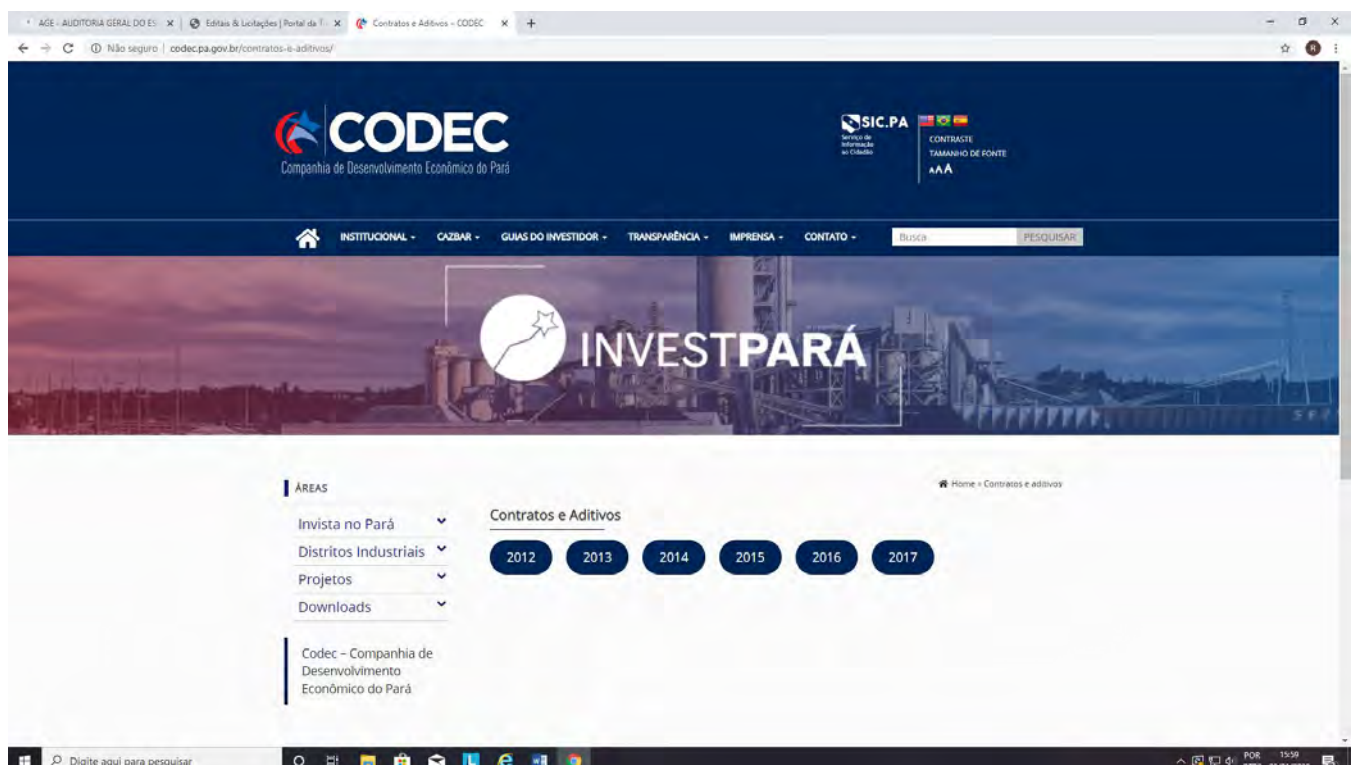 AGE - AUDITORIA GERAL DO ES
Editais & Licitações | Portal da T
Contratos e Aditivos – CODEC
Não seguro | codec.pa.gov.br/contratos-e-aditivos/
R
CODEC
Companhia de Desenvolvimento Econômico do Pará
SIC.PA
Serviço de
Informação
ao Cidadão
CONTRASTE
TAMANHO DE FONTE
AAA
INSTITUCIONAL
CAZBAR
GUIAS DO INVESTIDOR
TRANSPARÊNCIA
IMPRENSA
CONTATO
Busca
PESQUISAR
INVESTPARÁ
ÁREAS
Home » Contratos e aditivos
Invista no Pará
Distritos Industriais
Projetos
Downloads
Contratos e Aditivos
2012 2013 2014 2015 2016 2017
Codec – Companhia de
Desenvolvimento
Econômico do Pará
Digite aqui para pesquisar
POR
15:59